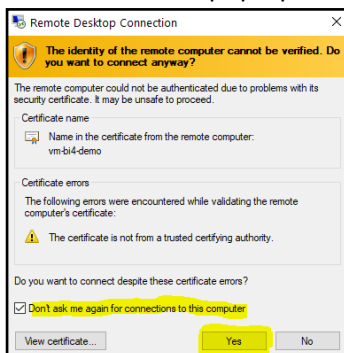 Remote Desktop Connection
The identity of the remote computer cannot be verified. Do
you want to connect anyway?
The remote computer could not be authenticated due to problems with its
security certificate. It may be unsafe to proceed.
Certificate name
Name in the certificate from the remote computer:
vm-bi4-demo
Certificate errors
The following errors were encountered while validating the remote
computer's certificate:
The certificate is not from a trusted certifying authority.
Do you want to connect despite these certificate errors?
Don't ask me again for connections to this computer
View certificate... Yes No